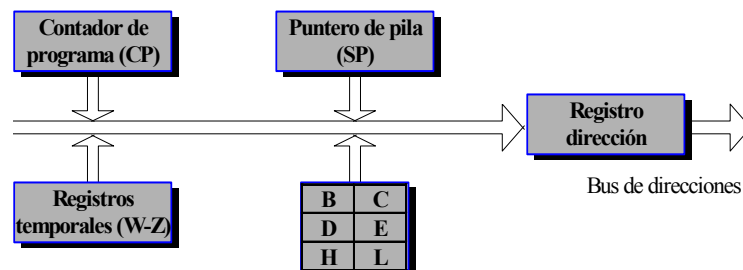 Contador de
programa (CP)
Puntero de pila
(SP)
Registro
dirección
Bus de direcciones
Registros
temporales (W-Z)
B C
D E
H L